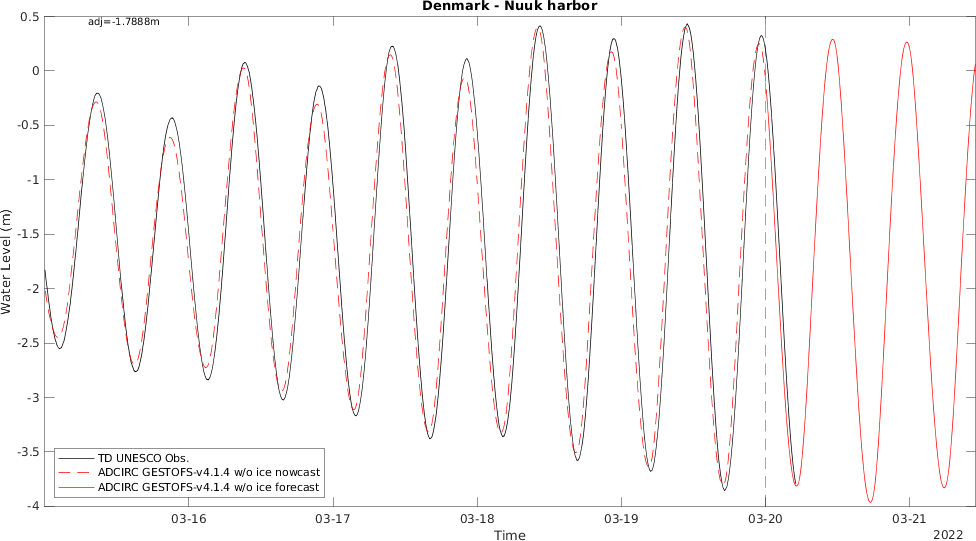 Denmark - Nuuk harbor
adj=-1.7888m
0.5
0
-0.5
-1
-1.5
-2
-2.5
-3
-3.5
-4
Water Level (m)
TD UNESCO Obs.
ADCIRC GESTOFS-v4.1.4 w/o ice nowcast
ADCIRC GESTOFS-v4.1.4 w/o ice forecast
03-16 03-17 03-18 03-19 03-20 03-21
Time
2022